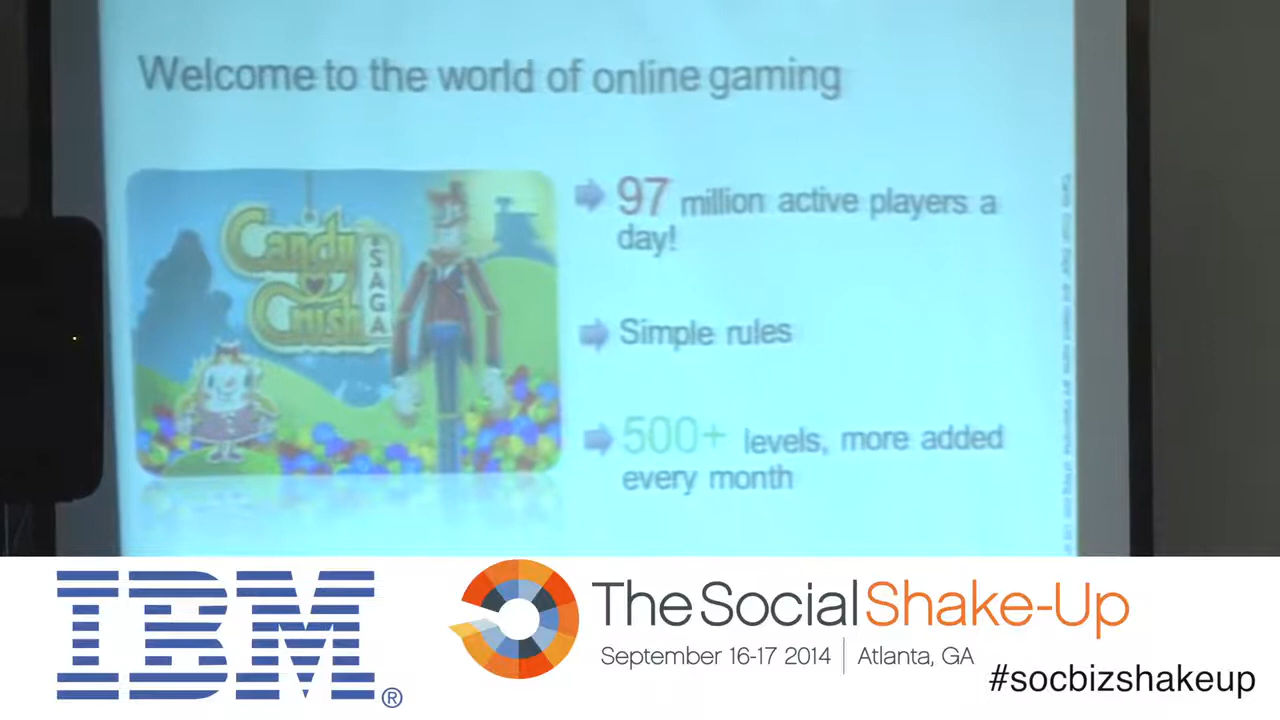 Welcome to the world of online gaming
Candy
Crush
SAGA
97 million active players a
day!
Simple rules
500+ levels, more added
every month
IBM®
The Social Shake-Up
September 16-17 2014 | Atlanta, GA
#socbizshakeup